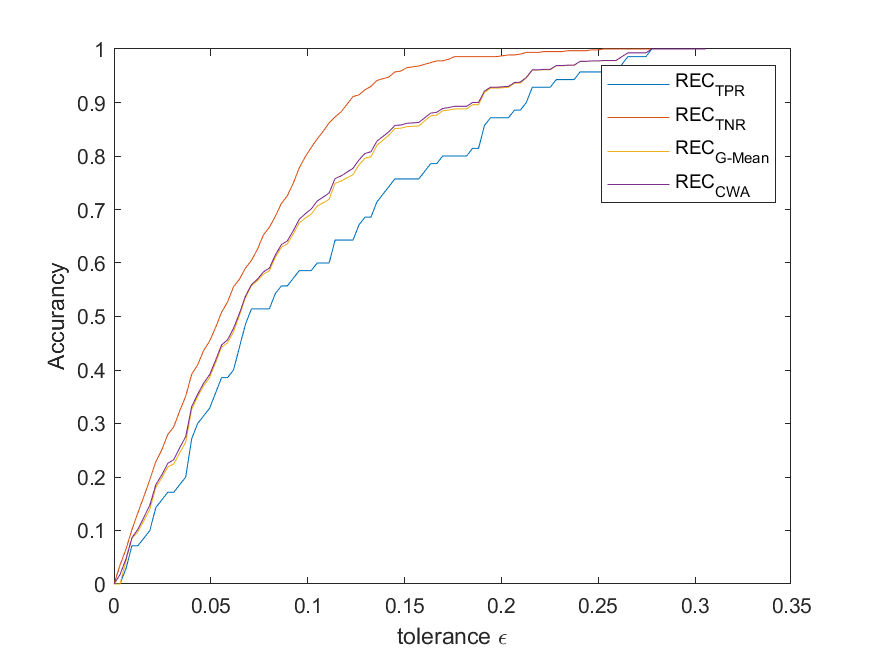 1
0.9
0.8
0.7
0.6
0.5
0.4
0.3
0.2
0.1
0
Accurancy
REC_TPR
REC_TNR
REC_G-Mean
REC_CWA
0 0.05 0.1 0.15 0.2 0.25 0.3 0.35
tolerance ϵ